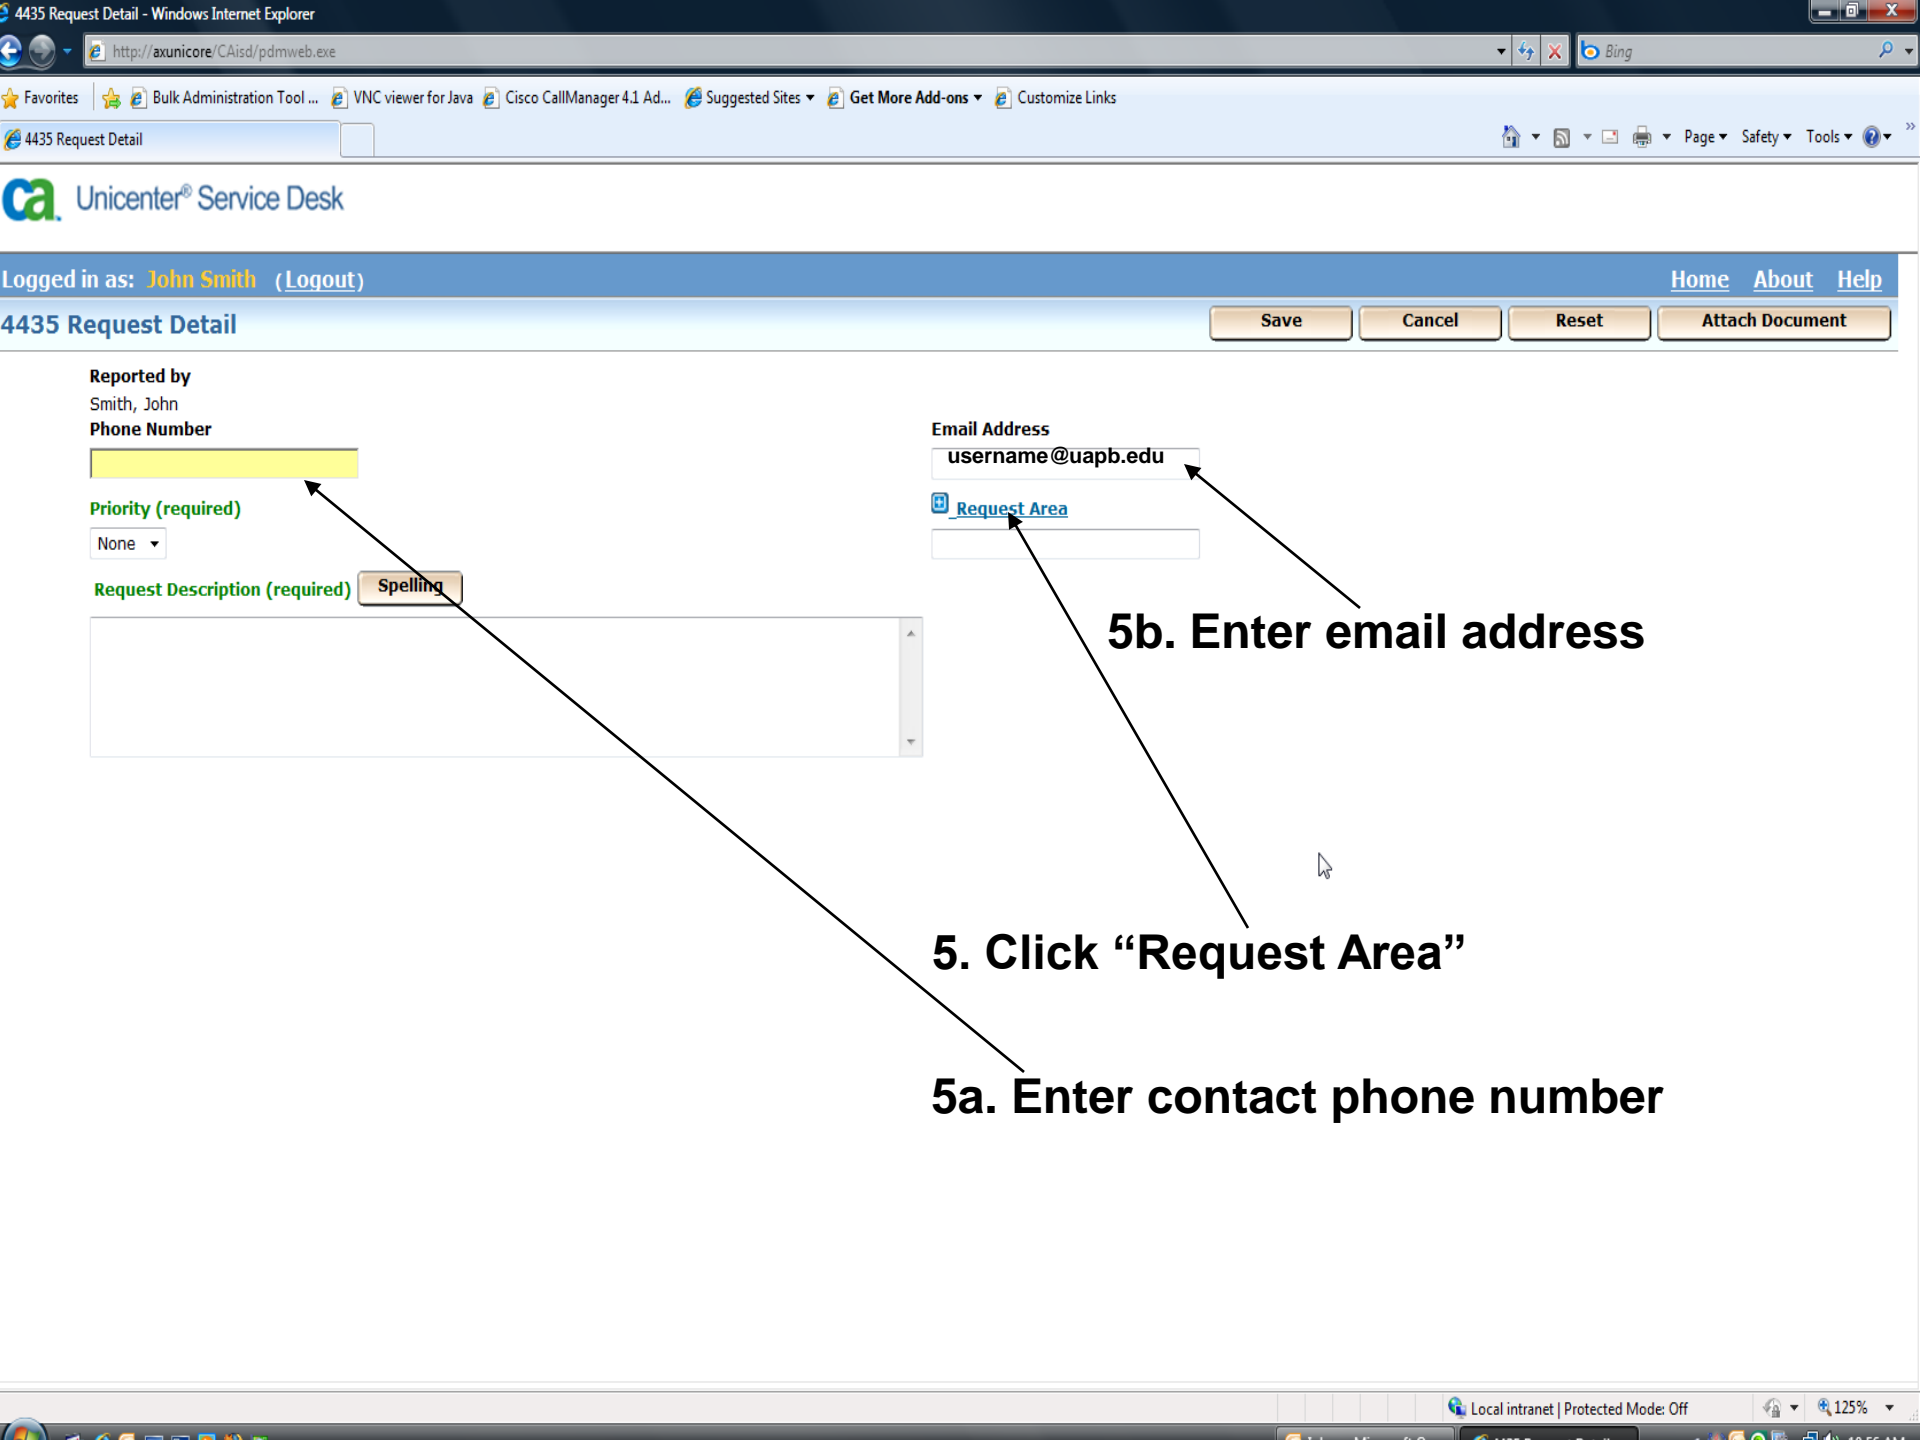 4435 Request Detail - Windows Internet Explorer
http://axunicore/CAisd/pdmweb.exe
Bing
Favorites Bulk Administration Tool ... VNC viewer for Java Cisco CallManager 4.1 Ad... Suggested Sites Get More Add-ons Customize Links
4435 Request Detail
Page Safety Tools
ca Unicenter® Service Desk
Logged in as: John Smith (Logout)
Home About Help
4435 Request Detail
Save Cancel Reset Attach Document
Reported by
Smith, John
Phone Number
Email Address
username@uapb.edu
Priority (required)
Request Area
None
Request Description (required) Spelling
5b. Enter email address
5. Click “Request Area”
5a. Enter contact phone number
Local intranet | Protected Mode: Off
125%